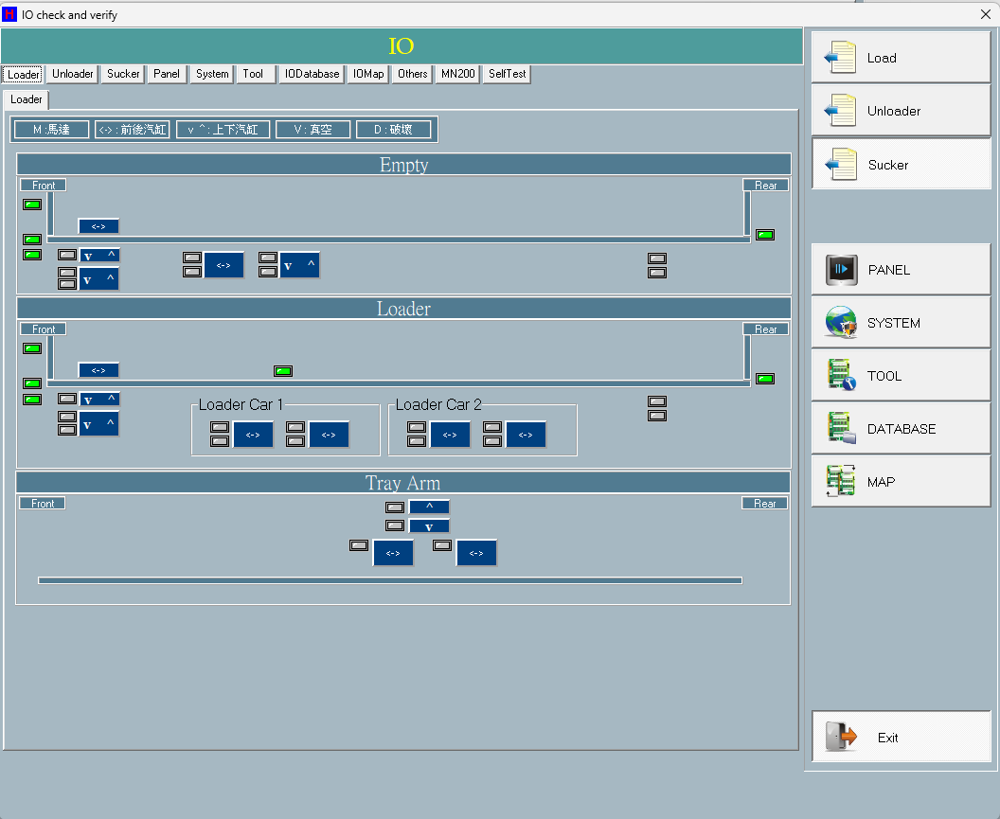 H IO check and verify
IO
Loader Unloader Sucker Panel System Tool IODatabase IOMap Others MN200 SelfTest
Loader
M :馬達 <-> : 前後汽缸 v ^ : 上下汽缸 V : 真空 D : 破壞
Empty
Front Rear
<->
v ^ <-> v ^
v ^
Loader
Front Rear
<->
v ^
v ^
Loader Car 1 Loader Car 2
<-> <-> <-> <->
Tray Arm
Front Rear
^
v
<-> <->
Load
Unloader
Sucker
PANEL
SYSTEM
TOOL
DATABASE
MAP
Exit